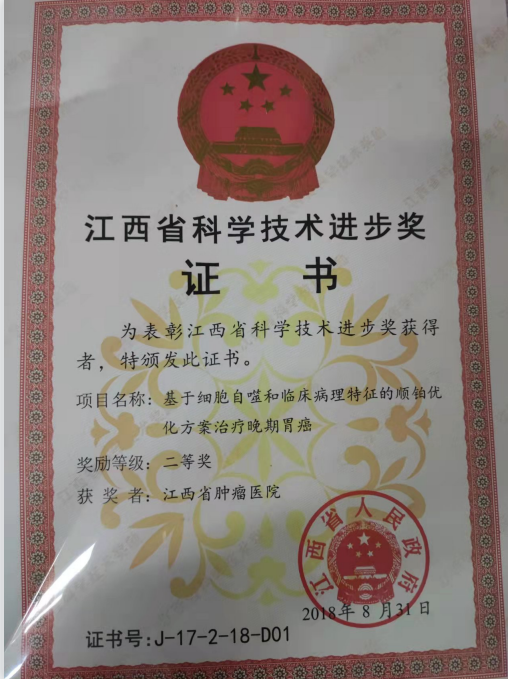 江西省科学技术进步奖
证 书
为表彰江西省科学技术进步奖获得
者，特颁发此证书。
项目名称：基于细胞自噬和临床病理特征的顺铂优
化方案治疗晚期胃癌
奖励等级：二等奖
获 奖 者：江西省肿瘤医院
江西省人民政府
2018年 8 月 31 日
证书号：J-17-2-18-D01